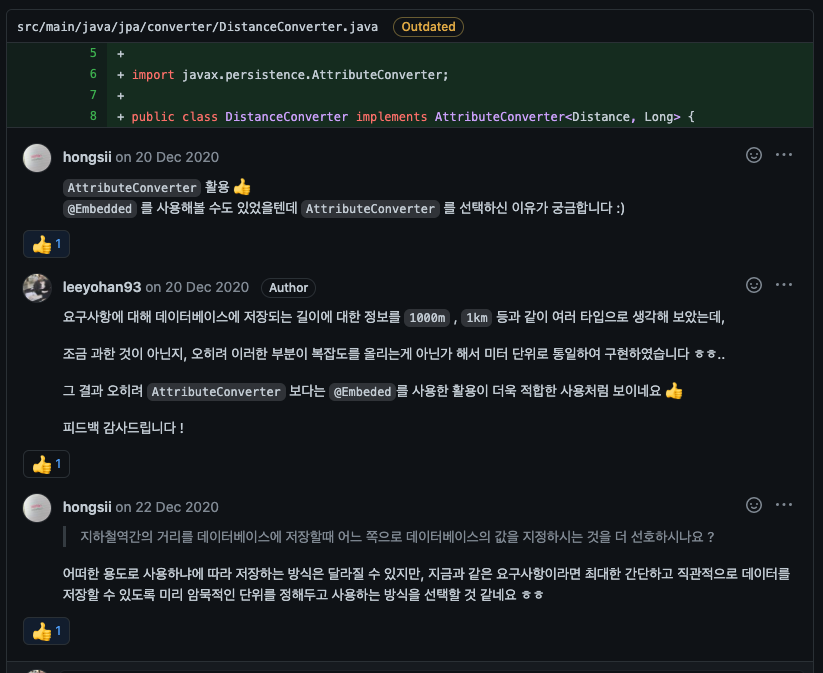 src/main/java/jpa/converter/DistanceConverter.java Outdated
5 +
6 + import javax.persistence.AttributeConverter;
7 +
8 + public class DistanceConverter implements AttributeConverter<Distance, Long> {
hongsii on 20 Dec 2020
AttributeConverter 활용 👍
@Embedded 를 사용해볼 수도 있었을텐데 AttributeConverter 를 선택하신 이유가 궁금합니다 :)
👍 1
leeyohan93 on 20 Dec 2020 Author
요구사항에 대해 데이터베이스에 저장되는 길이에 대한 정보를 1000m , 1km 등과 같이 여러 타입으로 생각해 보았는데,
조금 과한 것이 아닌지, 오히려 이러한 부분이 복잡도를 올리는게 아닌가 해서 미터 단위로 통일하여 구현하였습니다 ㅎㅎ..
그 결과 오히려 AttributeConverter 보다는 @Embeded 를 사용한 활용이 더욱 적합한 사용처럼 보이네요 👍
피드백 감사드립니다 !
👍 1
hongsii on 22 Dec 2020
지하철역간의 거리를 데이터베이스에 저장할때 어느 쪽으로 데이터베이스의 값을 지정하시는 것을 더 선호하시나요 ?
어떠한 용도로 사용하냐에 따라 저장하는 방식은 달라질 수 있지만, 지금과 같은 요구사항이라면 최대한 간단하고 직관적으로 데이터를
저장할 수 있도록 미리 암묵적인 단위를 정해두고 사용하는 방식을 선택할 것 같네요 ㅎㅎ
👍 1